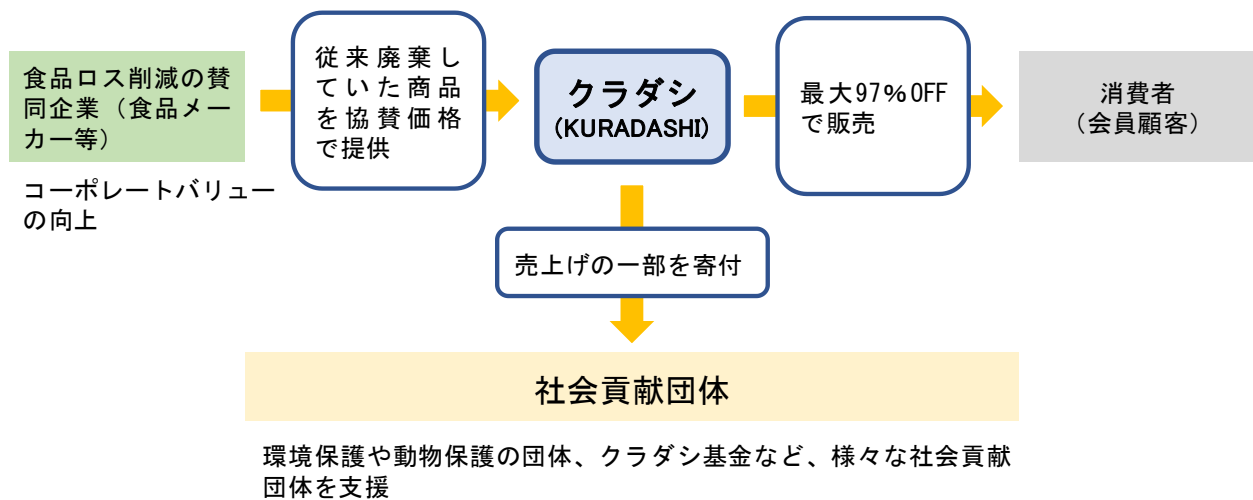 食品ロス削減の賛
同企業（食品メー
カー等）
コーポレートバリュー
の向上
従来廃棄し
ていた商品
を協賛価格
で提供
クラダシ
(KURADASHI)
最大97%OFF
で販売
消費者
（会員顧客）
売上げの一部を寄付
社会貢献団体
環境保護や動物保護の団体、クラダシ基金など、様々な社会貢献
団体を支援